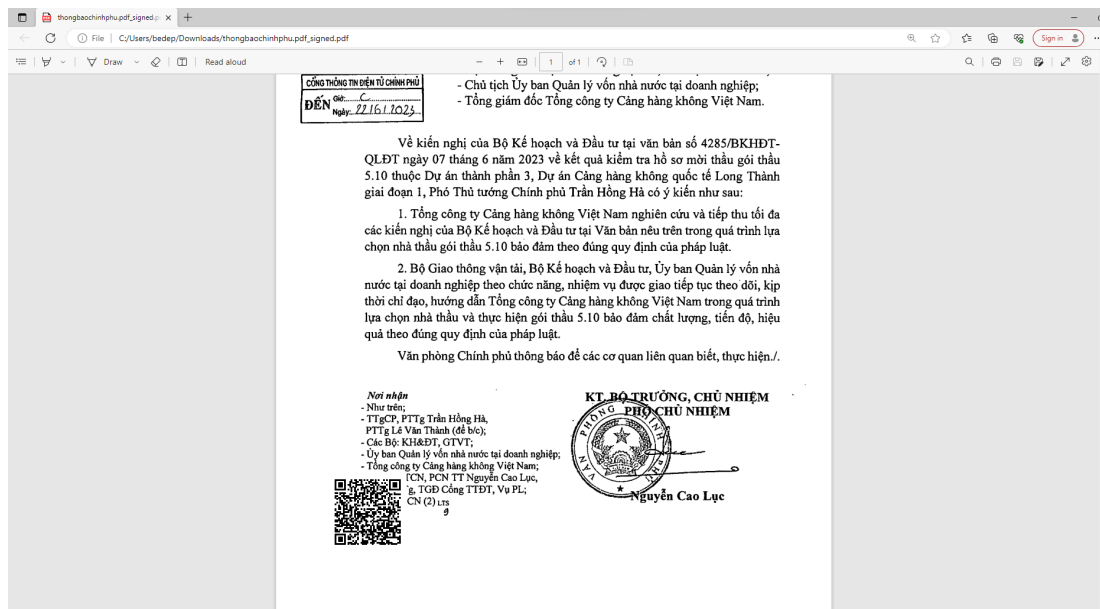 thongbaochinhphu.pdf_signed.p
File
C:/Users/bedep/Downloads/thongbaochinhphu.pdf_signed.pdf
Sign in
Draw
Read aloud
1
of 1
CỔNG THÔNG TIN ĐIỆN TỬ CHÍNH PHỦ
ĐẾN
Giờ: C
Ngày: 22/6/2023
- Chủ tịch Ủy ban Quản lý vốn nhà nước tại doanh nghiệp;
- Tổng giám đốc Tổng công ty Cảng hàng không Việt Nam.
Về kiến nghị của Bộ Kế hoạch và Đầu tư tại văn bản số 4285/BKHĐT-
QLĐT ngày 07 tháng 6 năm 2023 về kết quả kiểm tra hồ sơ mời thầu gói thầu
5.10 thuộc Dự án thành phần 3, Dự án Cảng hàng không quốc tế Long Thành
giai đoạn 1, Phó Thủ tướng Chính phủ Trần Hồng Hà có ý kiến như sau:
1. Tổng công ty Cảng hàng không Việt Nam nghiên cứu và tiếp thu tối đa
các kiến nghị của Bộ Kế hoạch và Đầu tư tại Văn bản nêu trên trong quá trình lựa
chọn nhà thầu gói thầu 5.10 bảo đảm theo đúng quy định của pháp luật.
2. Bộ Giao thông vận tải, Bộ Kế hoạch và Đầu tư, Ủy ban Quản lý vốn nhà
nước tại doanh nghiệp theo chức năng, nhiệm vụ được giao tiếp tục theo dõi, kịp
thời chỉ đạo, hướng dẫn Tổng công ty Cảng hàng không Việt Nam trong quá trình
lựa chọn nhà thầu và thực hiện gói thầu 5.10 bảo đảm chất lượng, tiến độ, hiệu
quả theo đúng quy định của pháp luật.
Văn phòng Chính phủ thông báo để các cơ quan liên quan biết, thực hiện./.
Nơi nhận
- Như trên;
- TTgCP, PTTg Trần Hồng Hà,
PTTg Lê Văn Thành (để b/c);
- Các Bộ: KH&ĐT, GTVT;
- Ủy ban Quản lý vốn nhà nước tại doanh nghiệp;
- Tổng công ty Cảng hàng không Việt Nam;
CN, PCN TT Nguyễn Cao Lục,
g, TGĐ Cổng TTĐT, Vụ PL;
CN (2) LTS
9
KT. BỘ TRƯỞNG, CHỦ NHIỆM
PHÓ CHỦ NHIỆM
VĂN PHÒNG CHÍNH PHỦ
Nguyễn Cao Lục